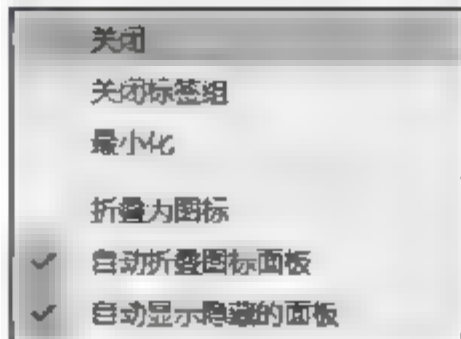 关闭
关闭标签组
最小化
折叠为图标
自动折叠图标面板
自动显示隐藏的面板